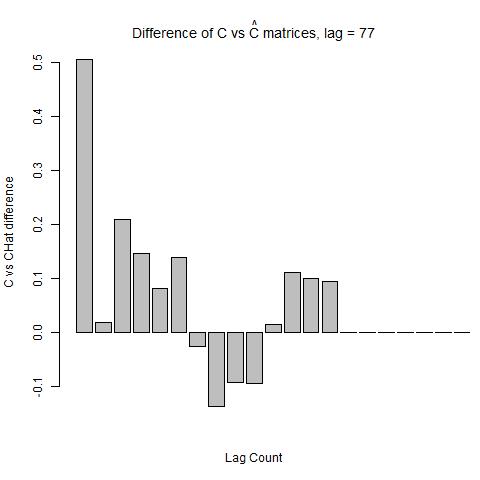 Difference of C vs Ĉ matrices, lag = 77
0.5
0.4
0.3
0.2
0.1
0.0
-0.1
C vs CHat difference
Lag Count